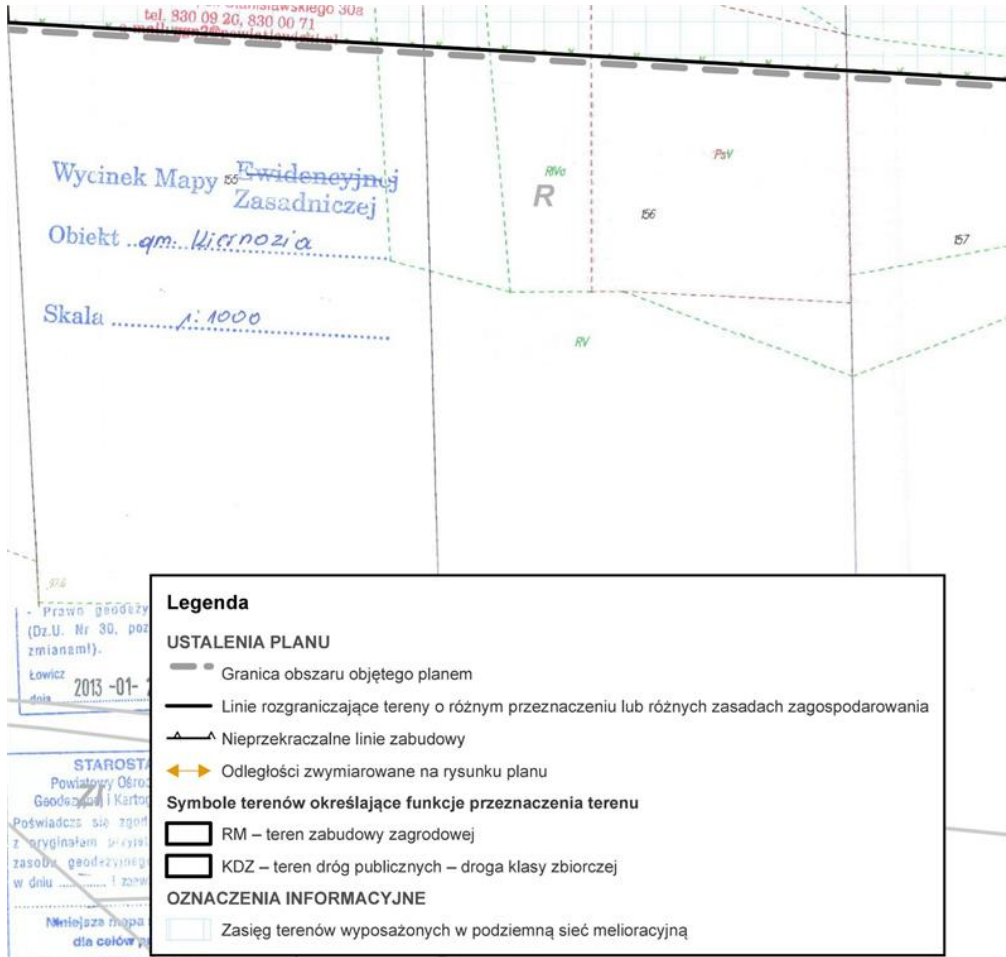 tel. 830 09 20, 830 00 71
Wycinek Mapy Ewidencyjnej
Zasadniczej
155
Obiekt ..gm. Kiernozia
Skala ........ 1:1000
RIVa
R
PsV
156
157
RV
- Prawo geodezy
(Dz.U. Nr 30, poz
zmianami).
Łowicz
dnia 2013 -01- 2
STAROSTA
Powiatowy Ośrod
Geodezyjnej i Kartog
ZI
Poświadcza się zgod
z oryginałem
zasobu geodezyjnego
w dniu ............ i
Niniejsza mapa
dla celów
Legenda
USTALENIA PLANU
Granica obszaru objętego planem
Linie rozgraniczające tereny o różnym przeznaczeniu lub różnych zasadach zagospodarowania
Nieprzekraczalne linie zabudowy
Odległości zwymiarowane na rysunku planu
Symbole terenów określające funkcje przeznaczenia terenu
RM – teren zabudowy zagrodowej
KDZ – teren dróg publicznych – droga klasy zbiorczej
OZNACZENIA INFORMACYJNE
Zasięg terenów wyposażonych w podziemną sieć melioracyjną